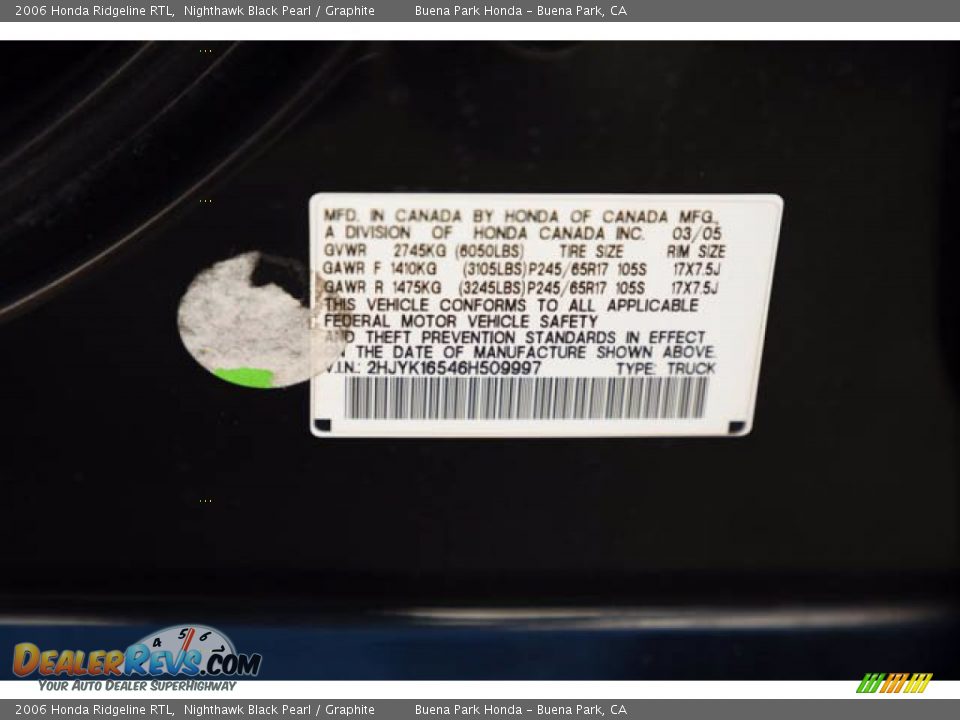 2006 Honda Ridgeline RTL, Nighthawk Black Pearl / Graphite Buena Park Honda - Buena Park, CA
MFD. IN CANADA BY HONDA OF CANADA MFG.,
A DIVISION OF HONDA CANADA INC. 03/05
GVWR 2745KG (6050LBS) TIRE SIZE RIM SIZE
GAWR F 1410KG (3105LBS) P245/65R17 105S 17X7.5J
GAWR R 1475KG (3245LBS) P245/65R17 105S 17X7.5J
THIS VEHICLE CONFORMS TO ALL APPLICABLE
FEDERAL MOTOR VEHICLE SAFETY
AND THEFT PREVENTION STANDARDS IN EFFECT
ON THE DATE OF MANUFACTURE SHOWN ABOVE.
V.I.N.: 2HJYK16546H509997 TYPE: TRUCK
4 5 6
DEALERREVS.COM
YOUR AUTO DEALER SUPERHIGHWAY
2006 Honda Ridgeline RTL, Nighthawk Black Pearl / Graphite Buena Park Honda - Buena Park, CA